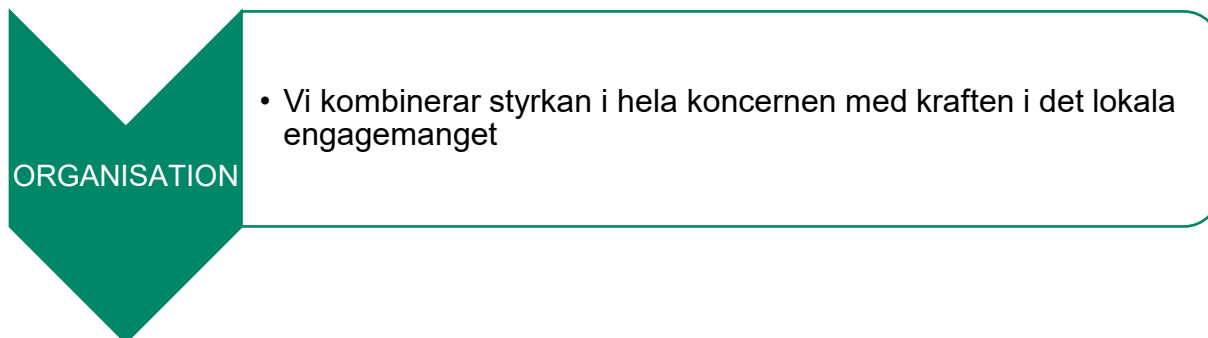 • Vi kombinerar styrkan i hela koncernen med kraften i det lokala
engagemanget
ORGANISATION